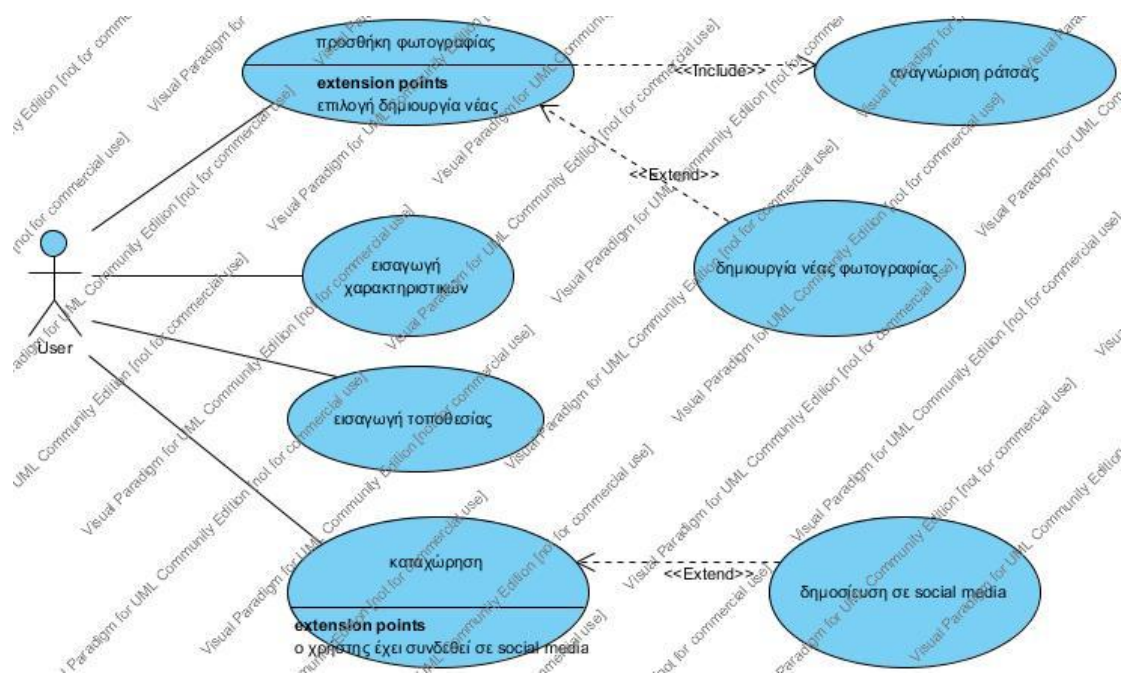 προσθήκη φωτογραφίας
extension points
επιλογή δημιουργία νέας
<<Include>>
αναγνώριση ράτσας
<<Extend>>
δημιουργία νέας φωτογραφίας
εισαγωγή
χαρακτηριστικών
User
εισαγωγή τοποθεσίας
καταχώρηση
extension points
ο χρήστης έχει συνδεθεί σε social media
<<Extend>>
δημοσίευση σε social media
Visual Paradigm for UML Community Edition [not for commercial use]